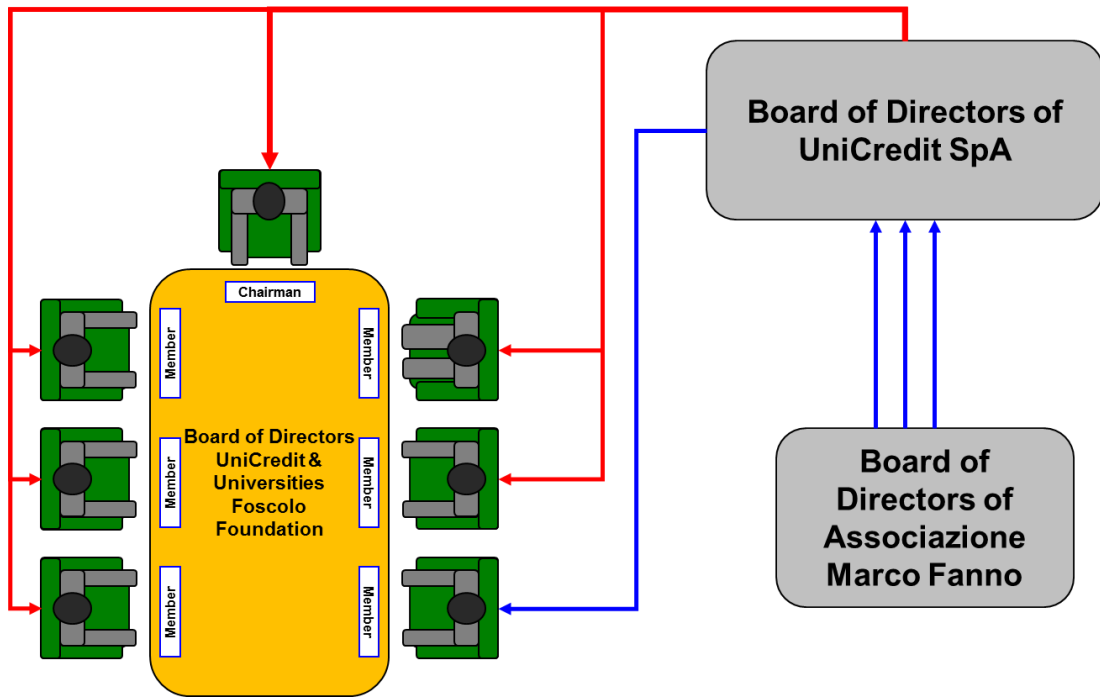 Board of Directors of
UniCredit SpA
Chairman
Member
Member
Member
Member
Member
Member
Board of Directors
UniCredit &
Universities
Foscolo
Foundation
Board of
Directors of
Associazione
Marco Fanno